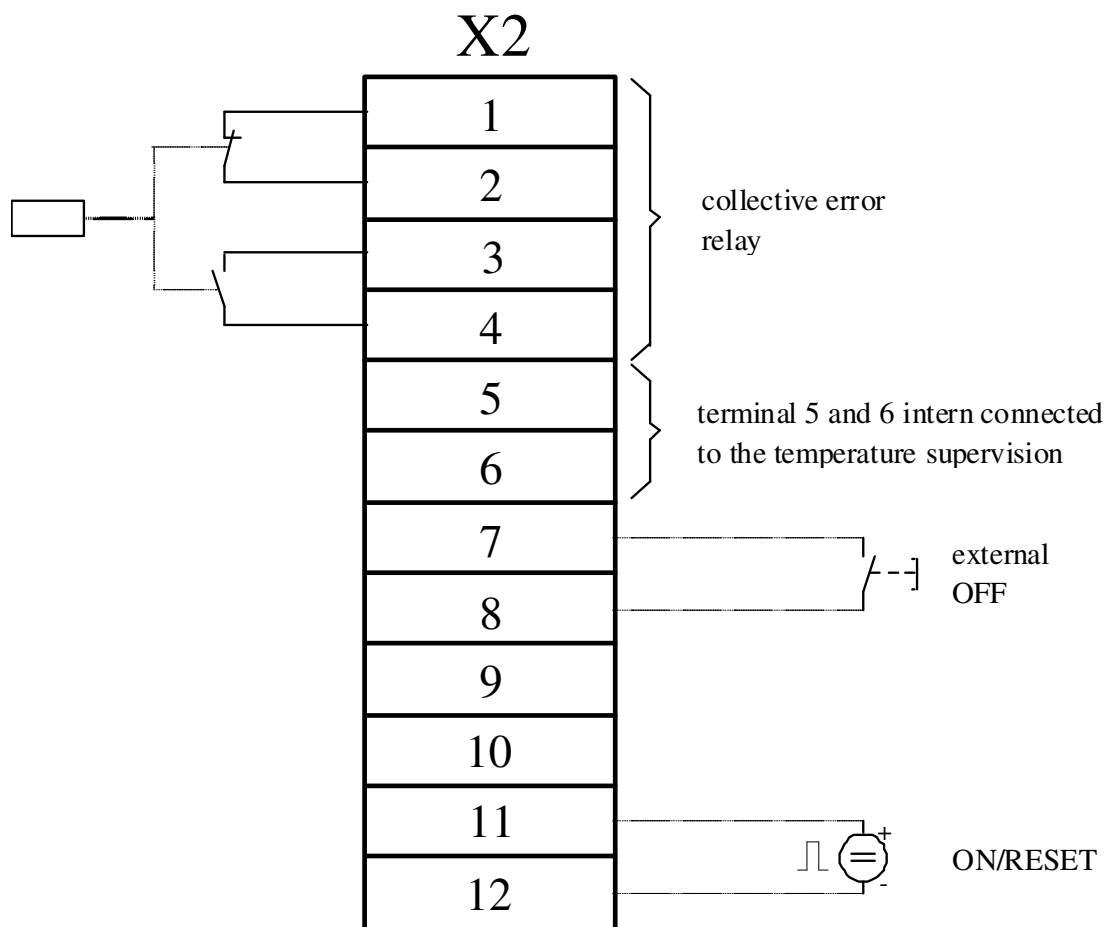 X2
1
2
collective error
relay
3
4
5
terminal 5 and 6 intern connected
to the temperature supervision
6
7
external
OFF
8
9
10
11
+
ON/RESET
-
12